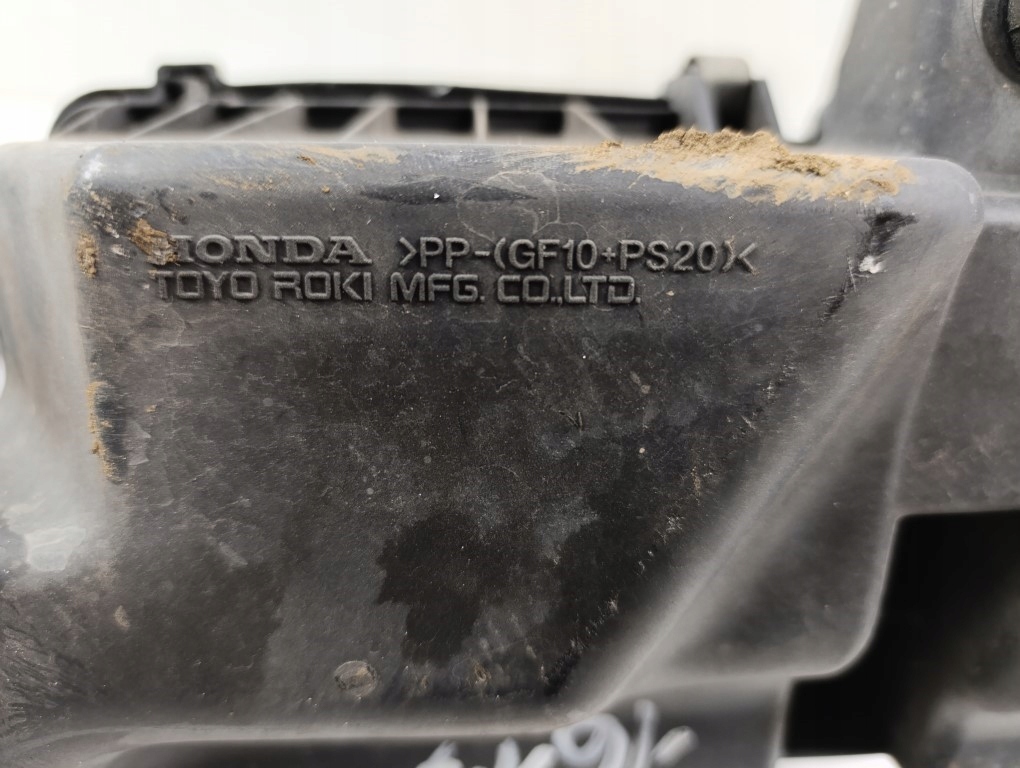 HONDA >PP-(GF10+PS20)<
TOYO ROKI MFG. CO.,LTD.